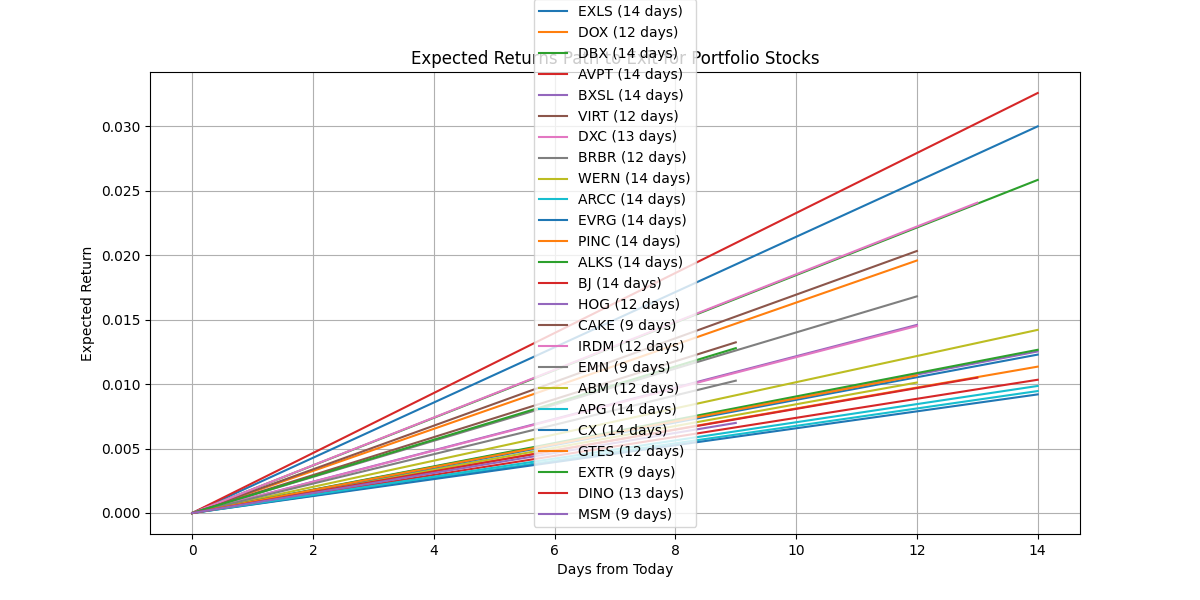 Expected Returns Path to Exit for Portfolio Stocks
EXLS (14 days)
DOX (12 days)
DBX (14 days)
AVPT (14 days)
BXSL (14 days)
VIRT (12 days)
DXC (13 days)
BRBR (12 days)
WERN (14 days)
ARCC (14 days)
EVRG (14 days)
PINC (14 days)
ALKS (14 days)
BJ (14 days)
HOG (12 days)
CAKE (9 days)
IRDM (12 days)
EMN (9 days)
ABM (12 days)
APG (14 days)
CX (14 days)
GTES (12 days)
EXTR (9 days)
DINO (13 days)
MSM (9 days)
Expected Return
0.030
0.025
0.020
0.015
0.010
0.005
0.000
0 2 4 6 8 10 12 14
Days from Today